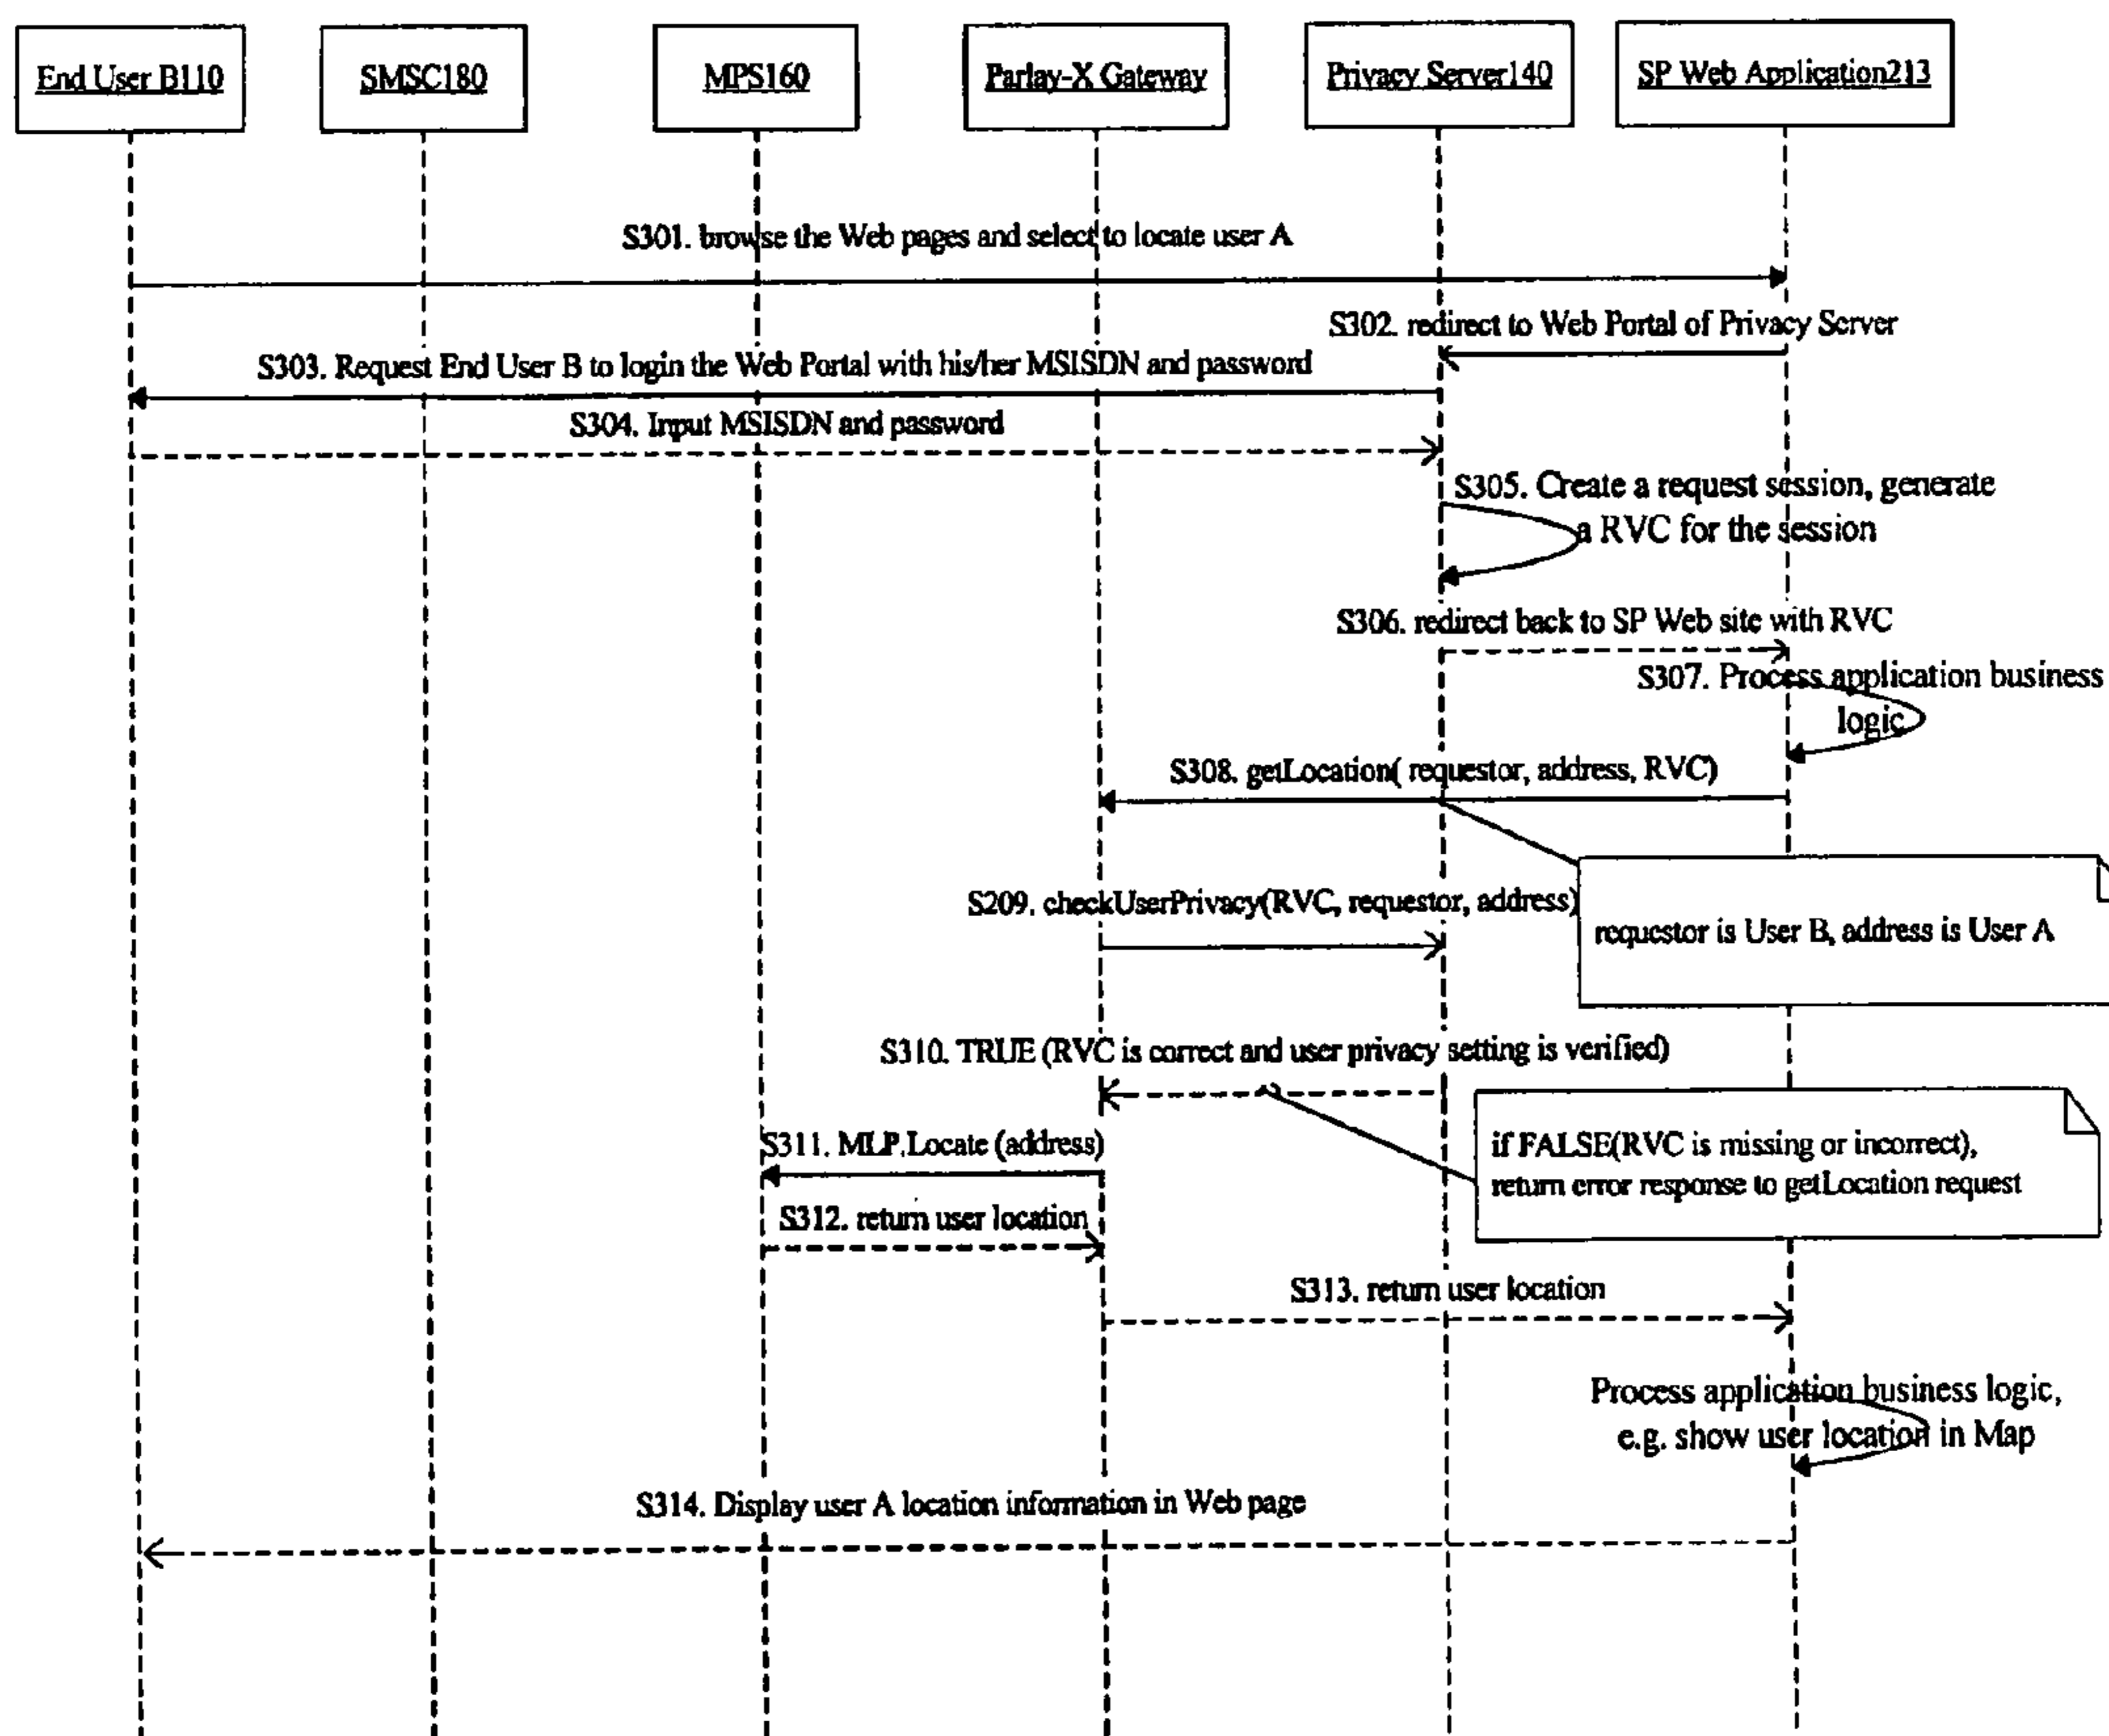 End User B110
SMSC180
MPS160
Parlay-X Gateway
Privacy Server140
SP Web Application213
S301. browse the Web pages and select to locate user A
S302. redirect to Web Portal of Privacy Server
S303. Request End User B to login the Web Portal with his/her MSISDN and password
S304. Input MSISDN and password
S305. Create a request session, generate
a RVC for the session
S306. redirect back to SP Web site with RVC
S307. Process application business
logic
S308. getLocation( requestor, address, RVC)
S209. checkUserPrivacy(RVC, requestor, address)
requestor is User B, address is User A
S310. TRUE (RVC is correct and user privacy setting is verified)
if FALSE(RVC is missing or incorrect),
return error response to getLocation request
S311. MLP.Locate (address)
S312. return user location
S313. return user location
Process application business logic,
e.g. show user location in Map
S314. Display user A location information in Web page